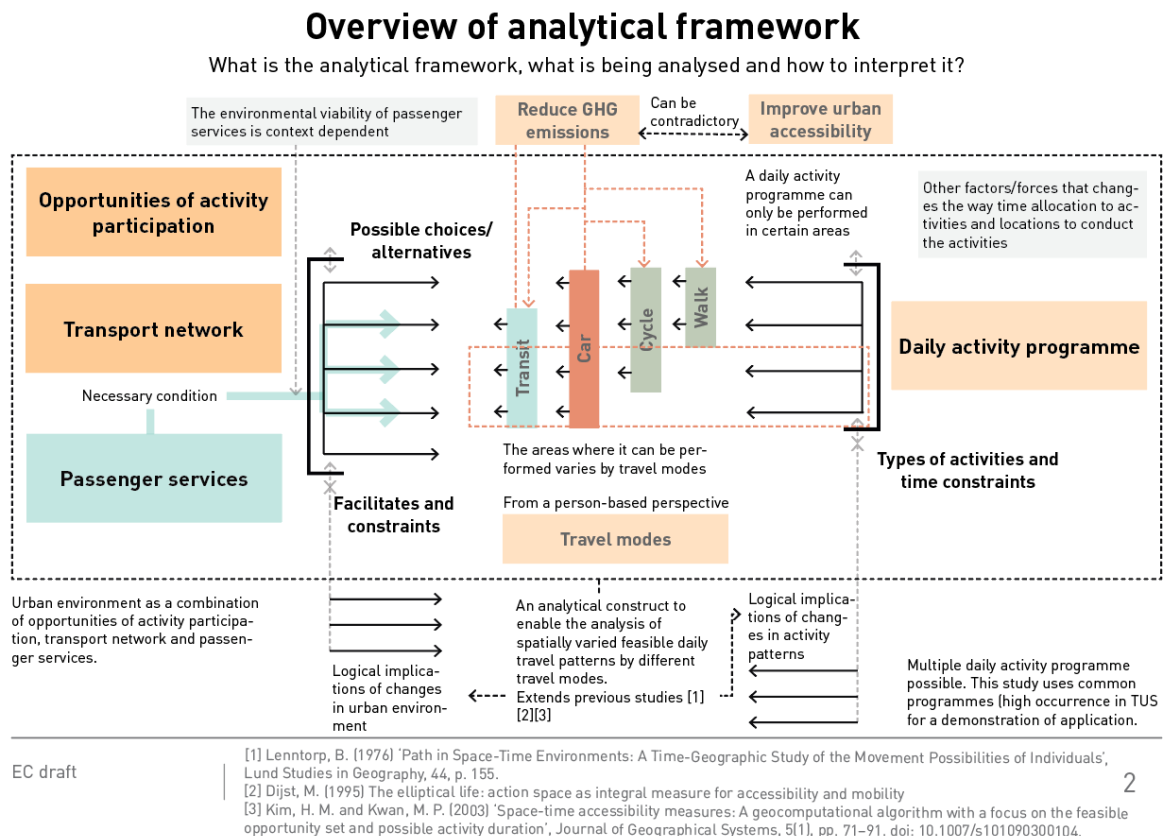 Overview of analytical framework
What is the analytical framework, what is being analysed and how to interpret it?
The environmental viability of passenger
services is context dependent
Reduce GHG
emissions
Can be
contradictory
Improve urban
accessibility
Opportunities of activity
participation
Transport network
Necessary condition
Passenger services
Possible choices/
alternatives
Facilitates and
constraints
Transit
Car
Cycle
Walk
A daily activity
programme can
only be performed
in certain areas
Other factors/forces that chang-
es the way time allocation to ac-
tivities and locations to conduct
the activities
Daily activity programme
Types of activities and
time constraints
The areas where it can be per-
formed varies by travel modes
From a person-based perspective
Travel modes
Urban environment as a combination
of opportunities of activity participa-
tion, transport network and passen-
ger services.
Logical implica-
tions of changes
in urban environ-
ment
An analytical construct to
enable the analysis of
spatially varied feasible daily
travel patterns by different
travel modes.
Extends previous studies [1]
[2][3]
Logical implica-
tions of chang-
es in activity
patterns
Multiple daily activity programme
possible. This study uses common
programmes (high occurrence in TUS
for a demonstration of application.
EC draft
[1] Lenntorp, B. (1976) ‘Path in Space-Time Environments: A Time-Geographic Study of the Movement Possibilities of Individuals’,
Lund Studies in Geography, 44, p. 155.
[2] Dijst, M. (1995) The elliptical life: action space as integral measure for accessibility and mobility
[3] Kim, H. M. and Kwan, M. P. (2003) ‘Space-time accessibility measures: A geocomputational algorithm with a focus on the feasible
opportunity set and possible activity duration’, Journal of Geographical Systems, 5(1), pp. 71–91. doi: 10.1007/s101090300104.
2